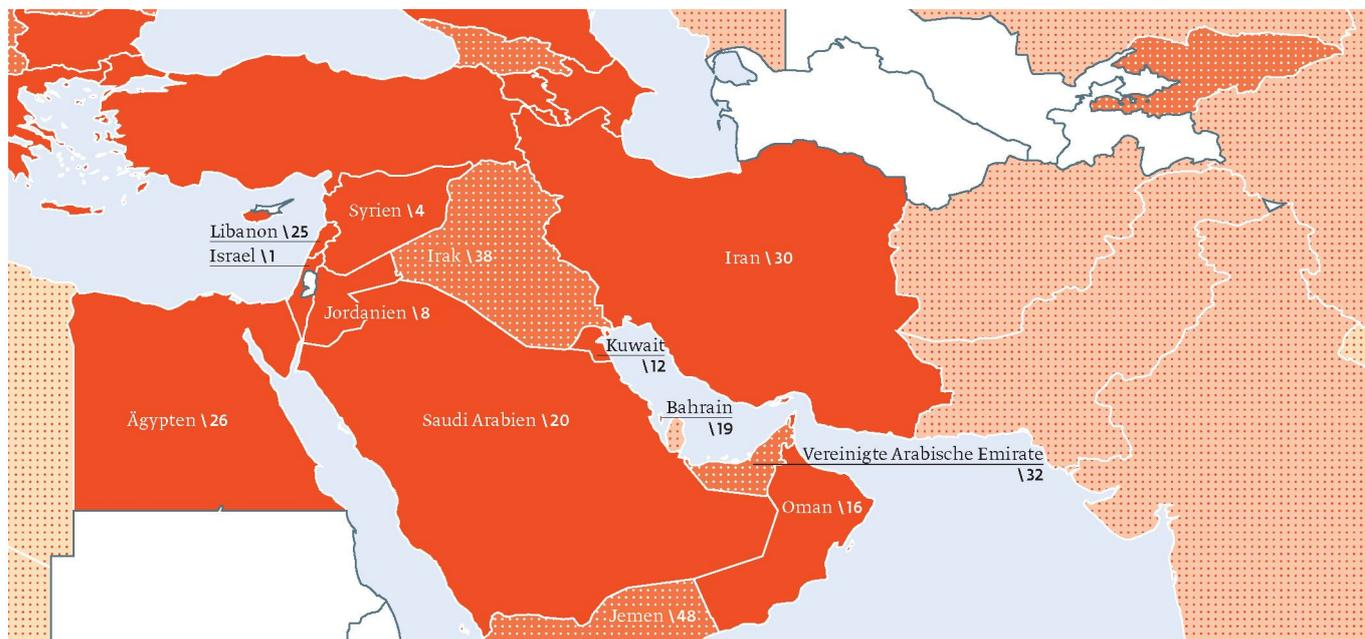 Syrien \4
Libanon \25
Israel \1
Irak \38
Iran \30
Jordanien \8
Kuwait
\12
Ägypten \26
Saudi Arabien \20
Bahrain
\19
Vereinigte Arabische Emirate
\32
Oman \16
Jemen \48